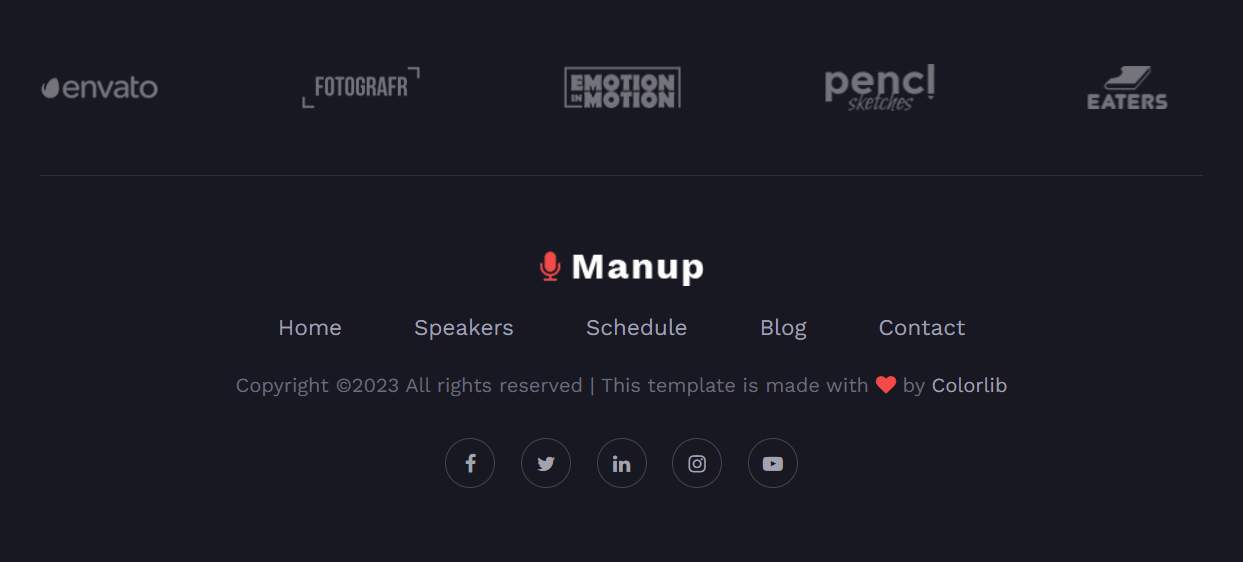 envato
FOTOGRAFR
EMOTION
IN MOTION
pencl
sketches
EATERS
Manup
Home Speakers Schedule Blog Contact
Copyright ©2023 All rights reserved | This template is made with ❤ by Colorlib